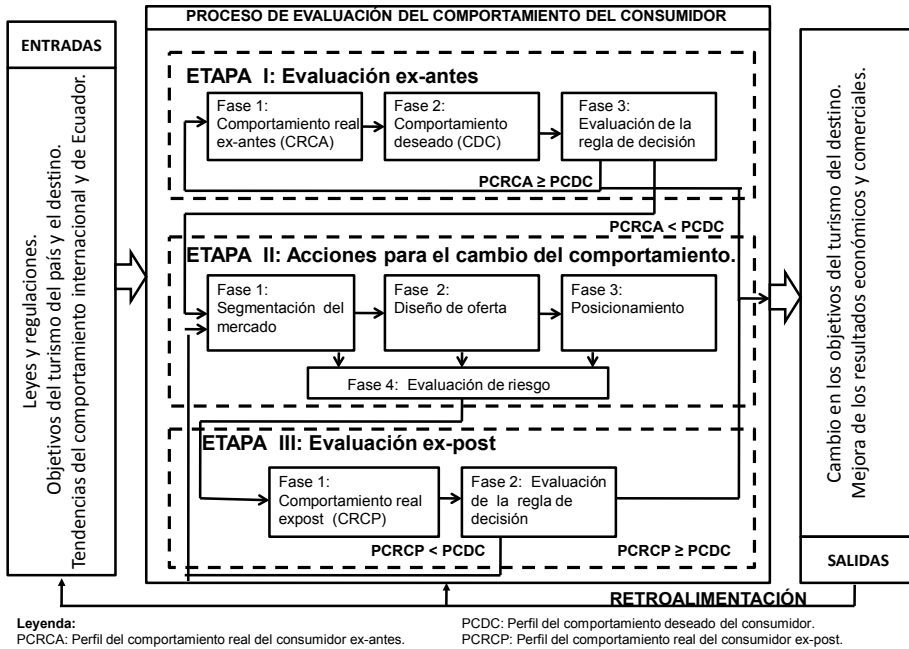 PROCESO DE EVALUACIÓN DEL COMPORTAMIENTO DEL CONSUMIDOR
ENTRADAS
Leyes y regulaciones.
Objetivos del turismo del país y el destino.
Tendencias del comportamiento internacional y de Ecuador.
ETAPA I: Evaluación ex-antes
Fase 1:
Comportamiento real
ex-antes (CRCA)
Fase 2:
Comportamiento
deseado (CDC)
Fase 3:
Evaluación de la
regla de decisión
PCRCA ≥ PCDC
PCRCA < PCDC
ETAPA II: Acciones para el cambio del comportamiento.
Fase 1:
Segmentación del
mercado
Fase 2:
Diseño de oferta
Fase 3:
Posicionamiento
Fase 4: Evaluación de riesgo
ETAPA III: Evaluación ex-post
Fase 1:
Comportamiento real
expost (CRCP)
Fase 2: Evaluación
de la regla de
decisión
PCRCP < PCDC
PCRCP ≥ PCDC
Cambio en los objetivos del turismo del destino.
Mejora de los resultados económicos y comerciales.
SALIDAS
RETROALIMENTACIÓN
Leyenda:
PCRCA: Perfil del comportamiento real del consumidor ex-antes.
PCDC: Perfil del comportamiento deseado del consumidor.
PCRCP: Perfil del comportamiento real del consumidor ex-post.